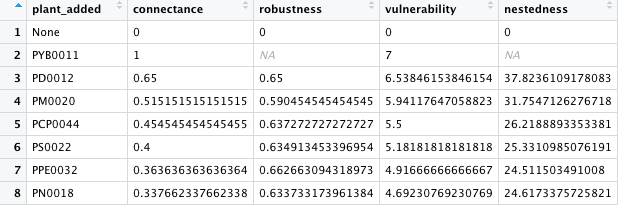 plant_added connectance robustness vulnerability nestedness
1 None 0 0 0 0
2 PYB0011 1 NA 7 NA
3 PD0012 0.65 0.65 6.53846153846154 37.8236109178083
4 PM0020 0.515151515151515 0.590454545454545 5.94117647058823 31.7547126276718
5 PCP0044 0.454545454545455 0.637272727272727 5.5 26.2188893353381
6 PS0022 0.4 0.634913453396954 5.18181818181818 25.3310985076191
7 PPE0032 0.363636363636364 0.662663094318973 4.91666666666667 24.511503491008
8 PN0018 0.337662337662338 0.633733173961384 4.69230769230769 24.6173375725821